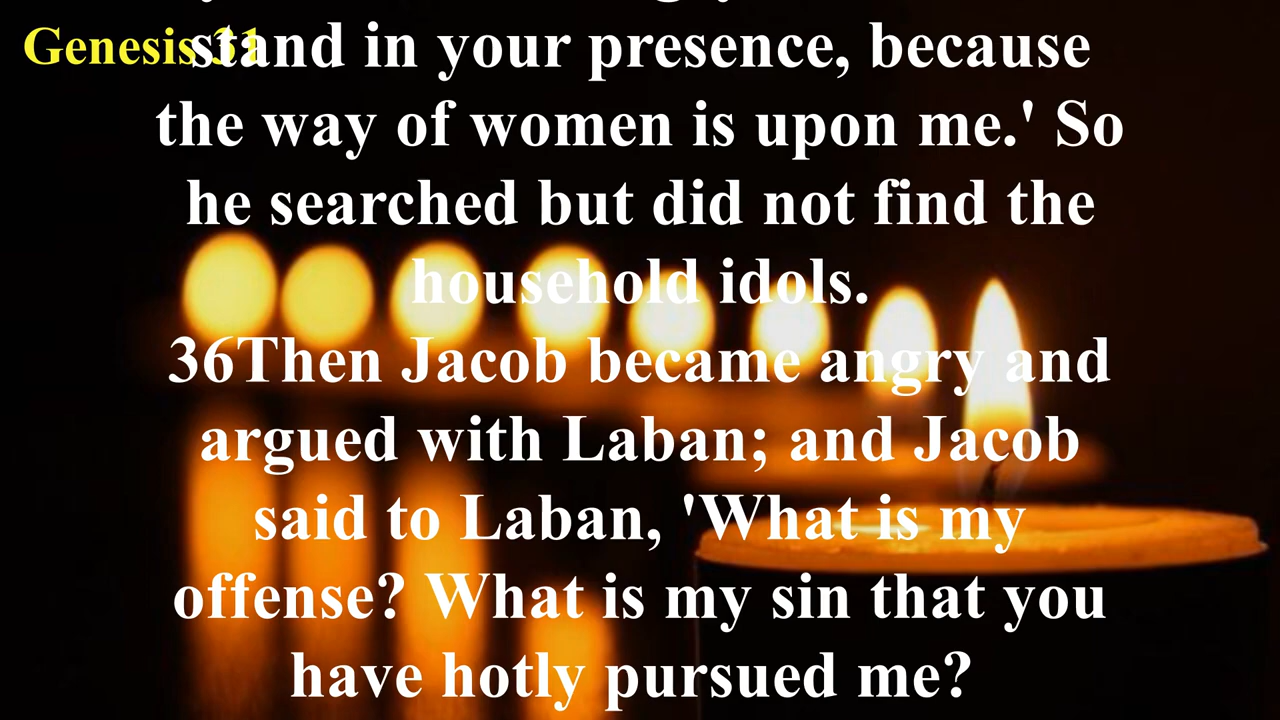 Genesis 31
stand in your presence, because
the way of women is upon me.' So
he searched but did not find the
household idols.
36Then Jacob became angry and
argued with Laban; and Jacob
said to Laban, 'What is my
offense? What is my sin that you
have hotly pursued me?